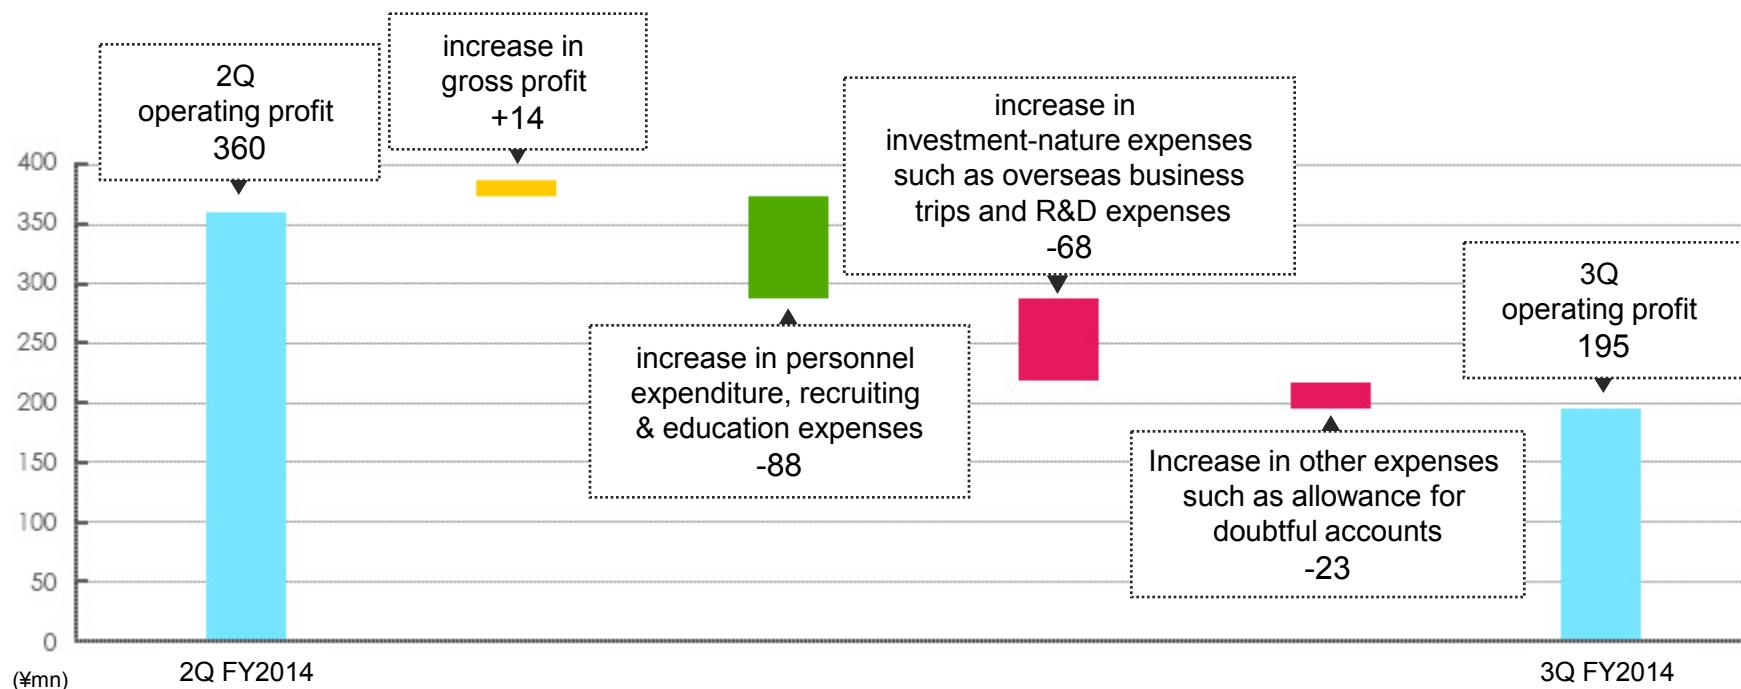 2Q
operating profit
360
increase in
gross profit
+14
increase in
investment-nature expenses
such as overseas business
trips and R&D expenses
-68
3Q
operating profit
195
increase in personnel
expenditure, recruiting
& education expenses
-88
Increase in other expenses
such as allowance for
doubtful accounts
-23
400
350
300
250
200
150
100
50
0
(¥mn)
2Q FY2014
3Q FY2014